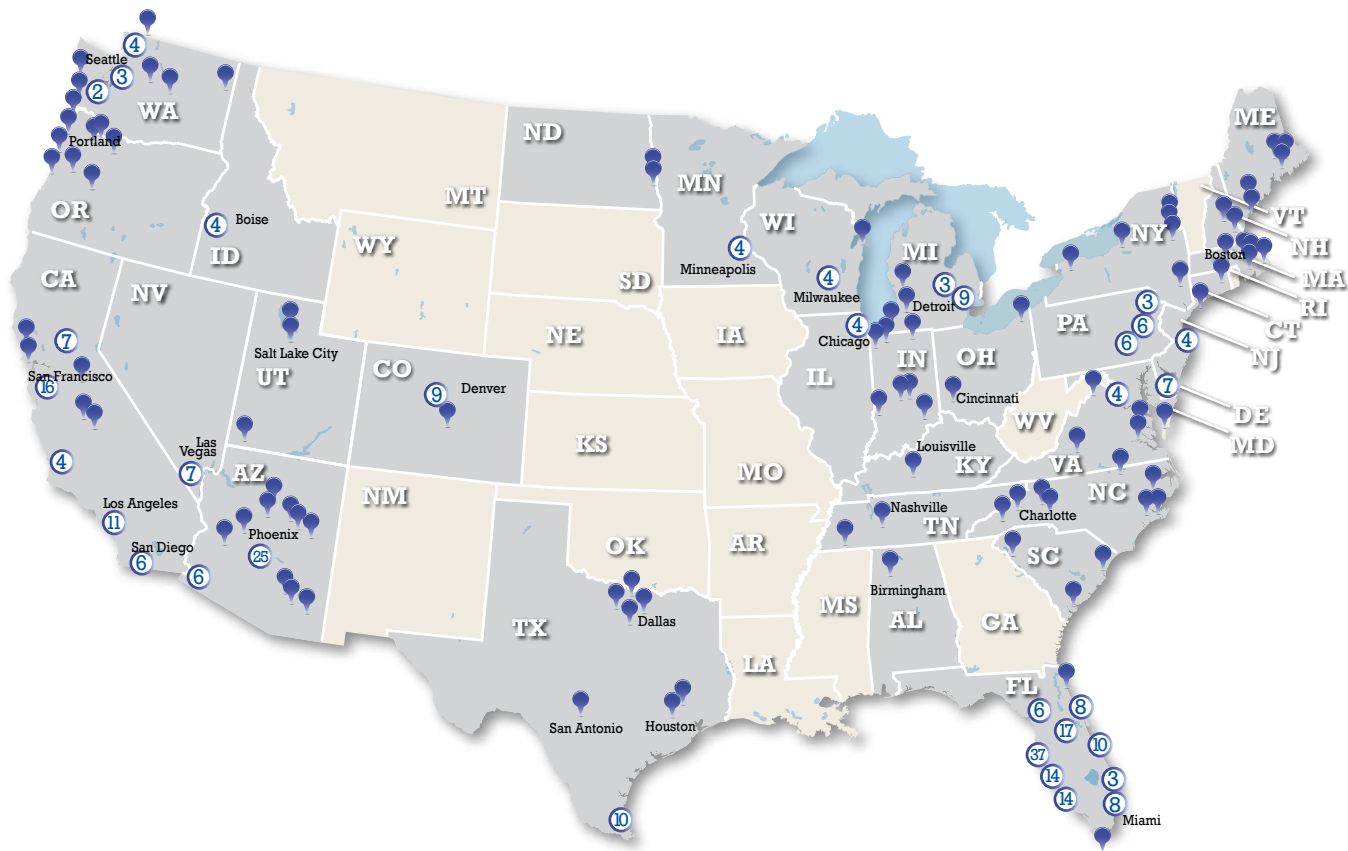 4
Seattle
3
2
WA
Portland
OR
4
Boise
ID
MT
ND
MN
WI
4
Minneapolis
4
Milwaukee
MI
3
9
Detroit
4
Chicago
ME
NY
VT
NH
Boston
MA
RI
CT
NJ
PA
3
6
6
4
CA
NV
WY
SD
7
San Francisco
16
Salt Lake City
UT
CO
9
Denver
NE
IA
IL
IN
OH
Cincinnati
WV
4
7
DE
MD
4
Las
Vegas
7
AZ
KS
MO
Louisville
KY
VA
NC
Los Angeles
11
NM
Phoenix
25
San Diego
6
6
OK
AR
Nashville
TN
Charlotte
SC
Birmingham
MS
AL
GA
TX
Dallas
LA
San Antonio
Houston
10
FL
6
8
17
10
37
14
3
14
8
Miami